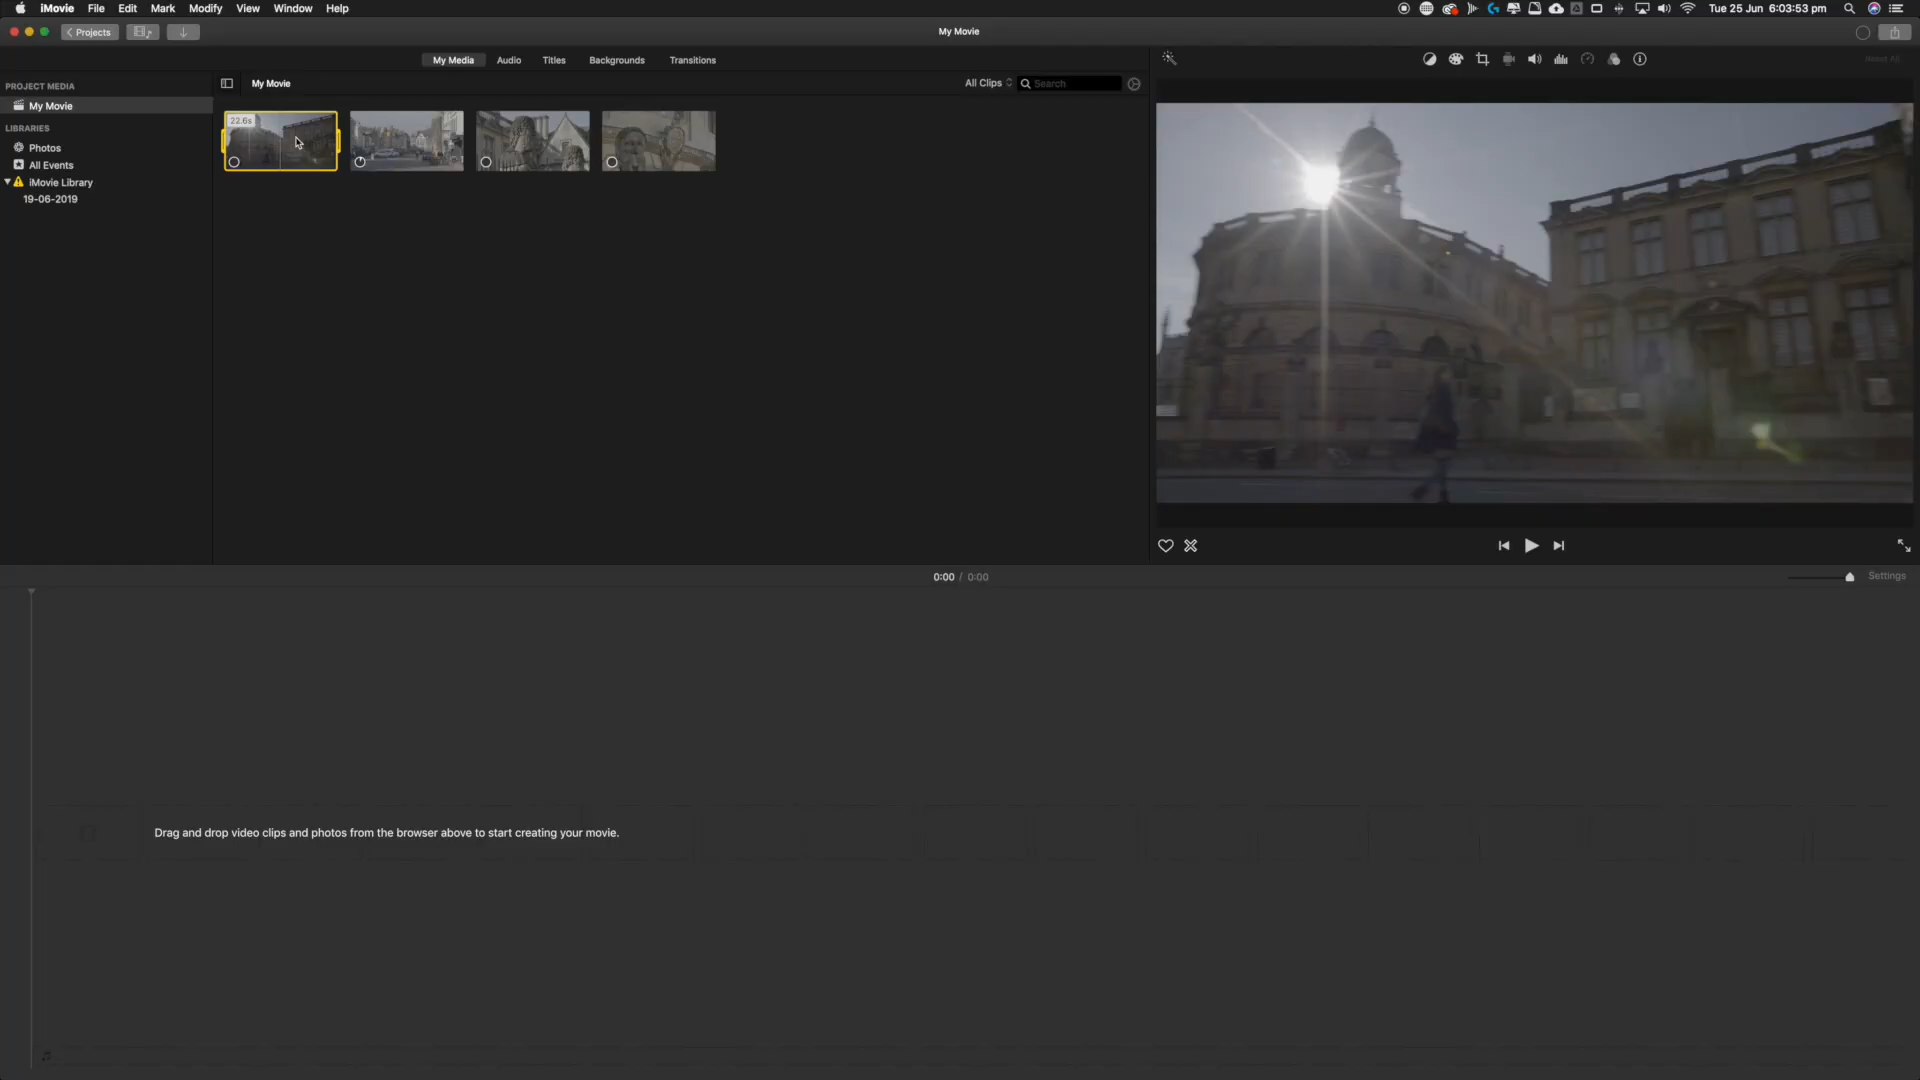 iMovie File Edit Mark Modify View Window Help
Tue 25 Jun 6:03:53 pm
Projects
My Movie
My Media Audio Titles Backgrounds Transitions
Reset All
PROJECT MEDIA
My Movie
My Movie
All Clips
Search
LIBRARIES
Photos
All Events
iMovie Library
19-06-2019
22.6s
0:00 / 0:00
Settings
Drag and drop video clips and photos from the browser above to start creating your movie.